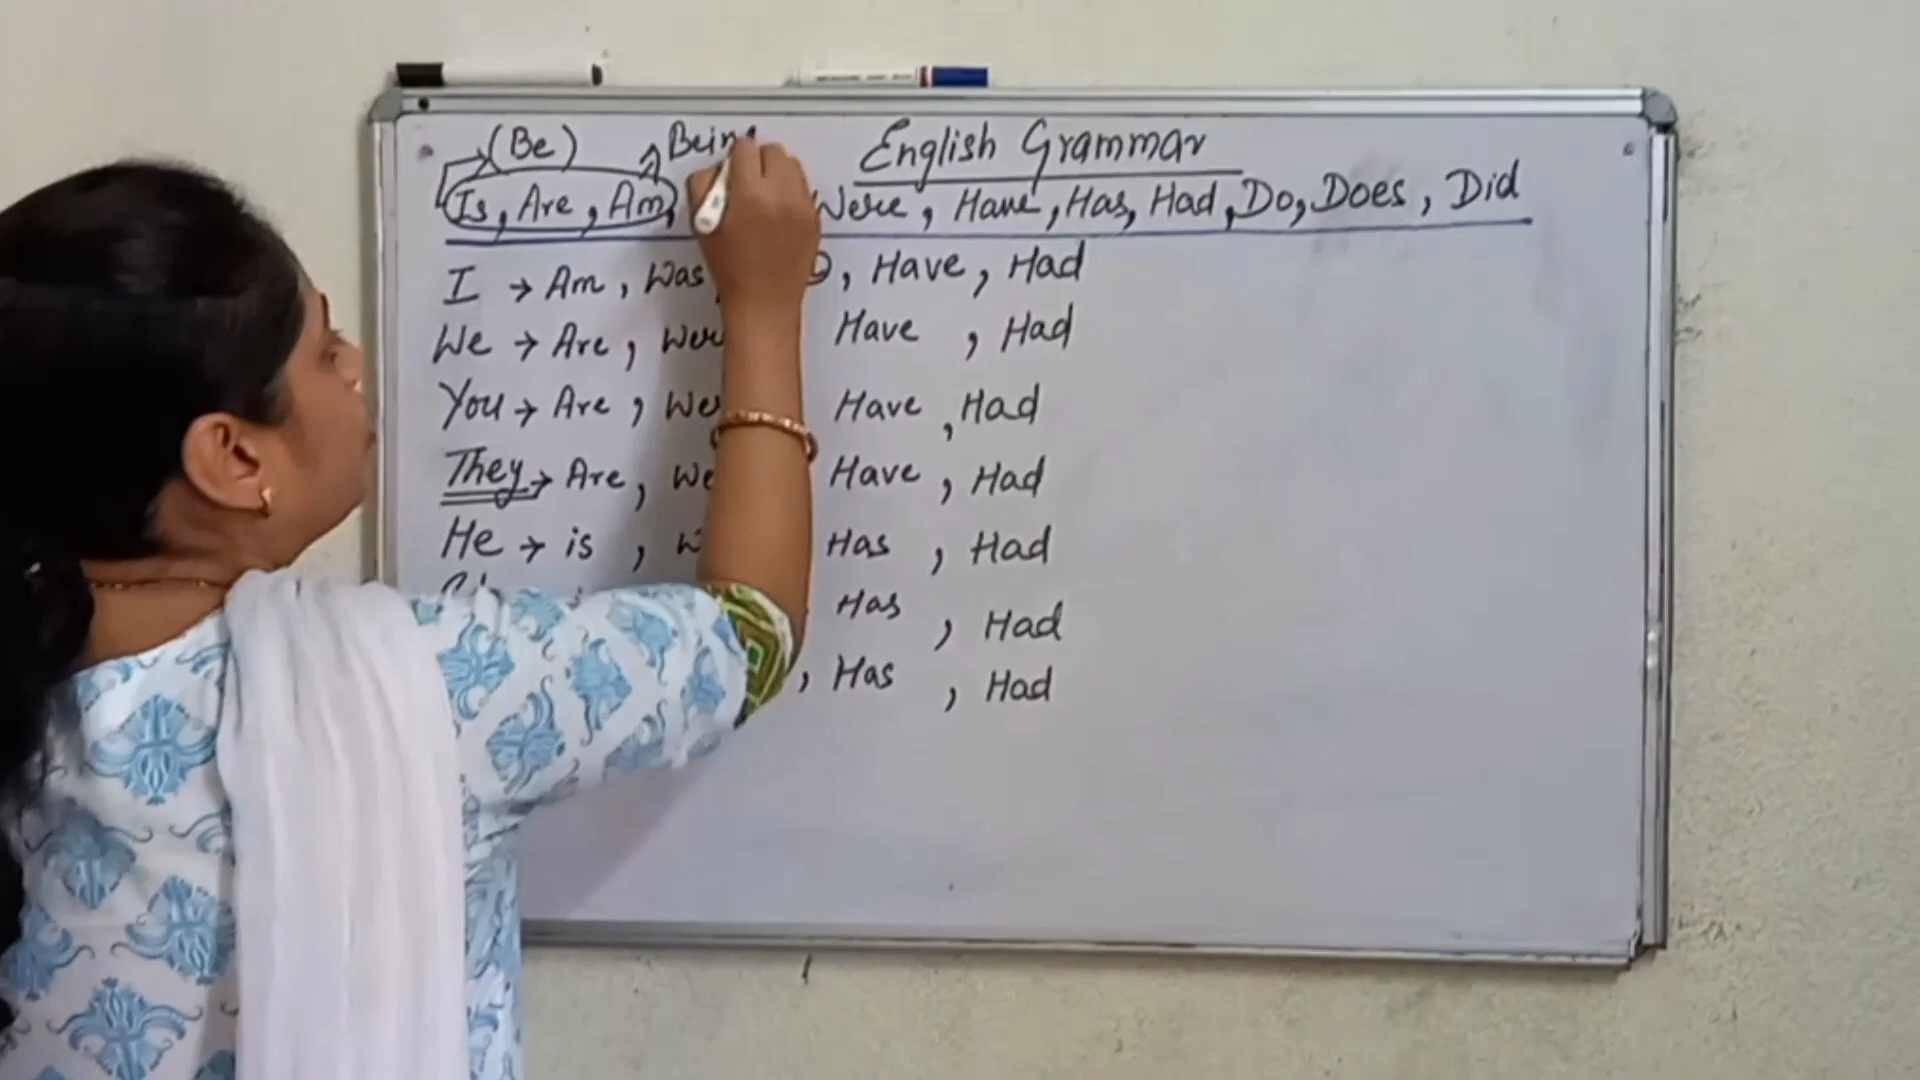 (Be) Being English Grammar
Is, Are, Am, Were, Have, Has, Had, Do, Does, Did
I → Am, Was, , Have, Had
We → Are, Have, Had
You → Are, Have, Had
They → Are, Have, Had
He → is, Has, Had
Has, Had
, Has, Had